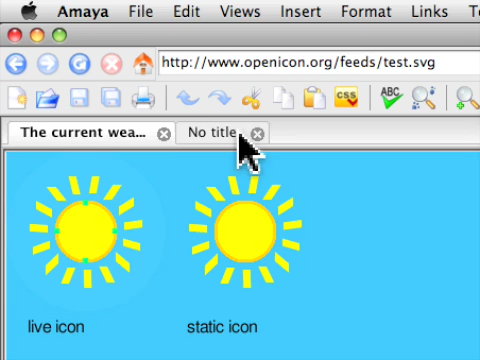 Amaya File Edit Views Insert Format Links
http://www.openicon.org/feeds/test.svg
CSS ABC
The current wea... No title
live icon static icon